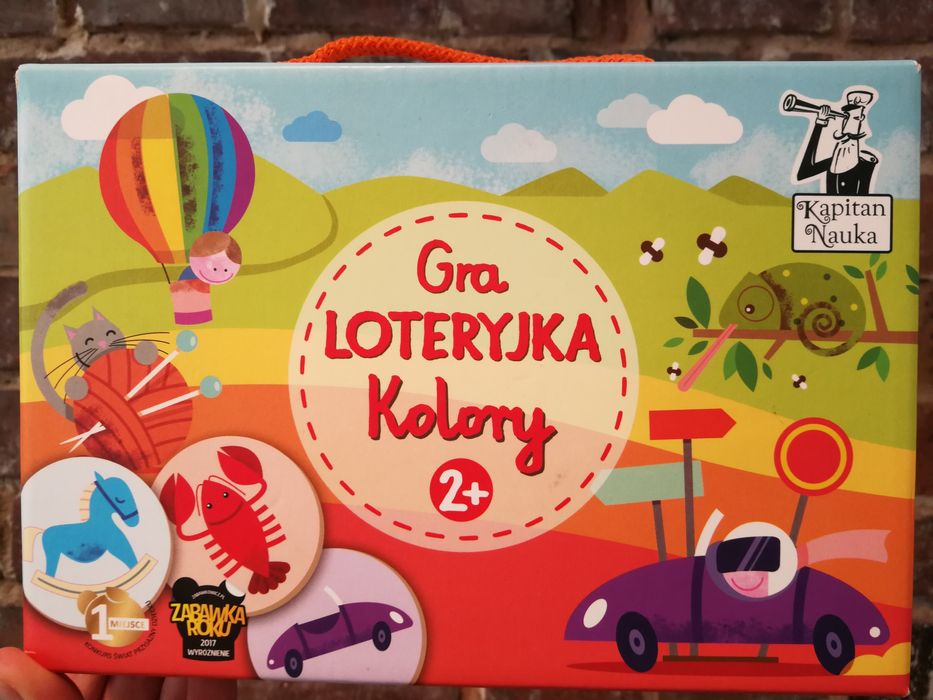 Kapitan
Nauka
Gra
LOTERYJKA
Kolory
2+
1 MIEJSCE
ZABAWKA
ROKU
2017
WYRÓŻNIENIE